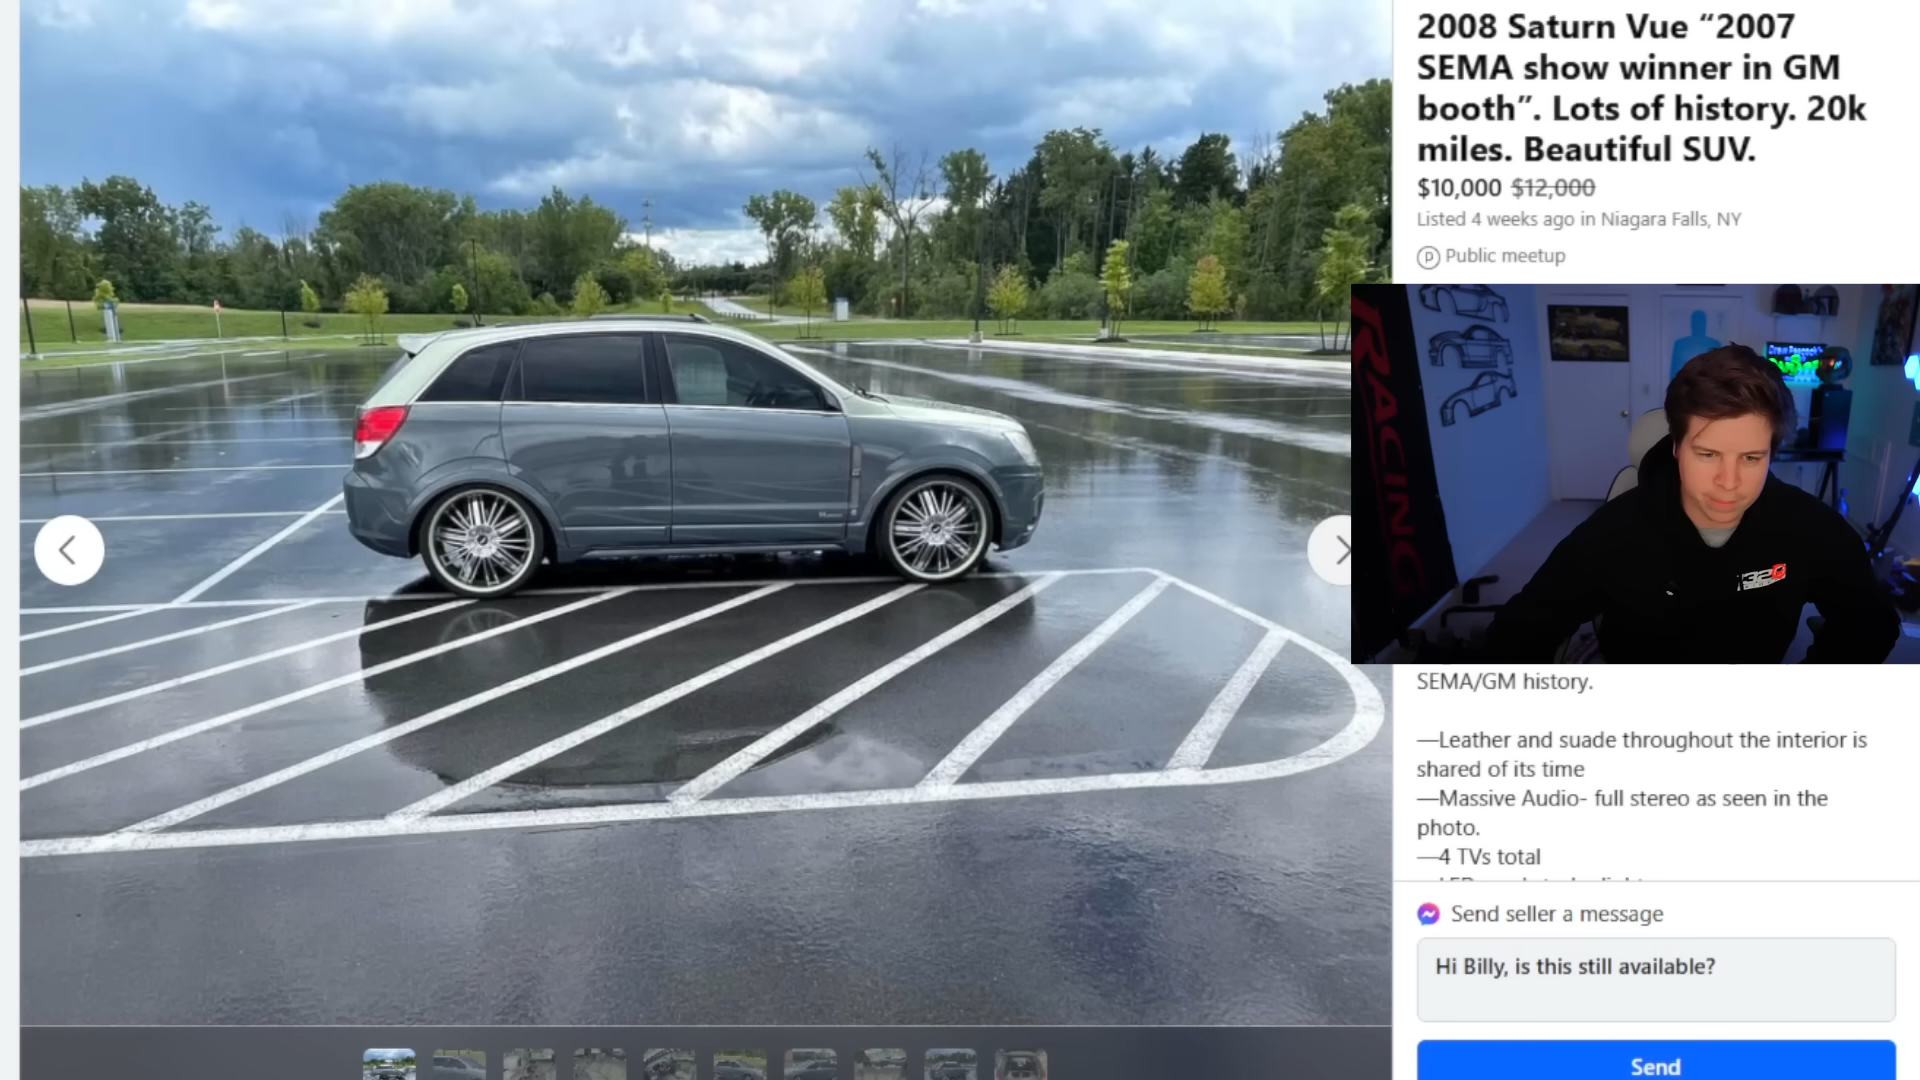 2008 Saturn Vue “2007
SEMA show winner in GM
booth”. Lots of history. 20k
miles. Beautiful SUV.
$10,000 $12,000
Listed 4 weeks ago in Niagara Falls, NY
P Public meetup
RACING
SEMA/GM history.
—Leather and suade throughout the interior is
shared of its time
—Massive Audio- full stereo as seen in the
photo.
—4 TVs total
Send seller a message
Hi Billy, is this still available?
Send